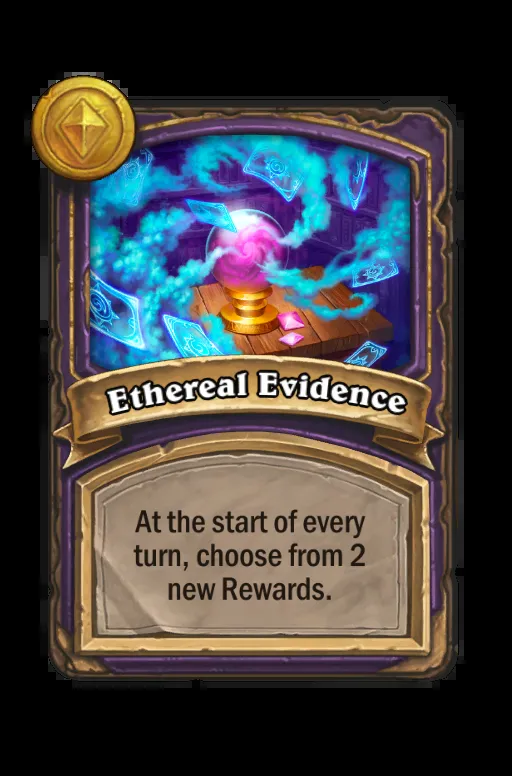 Ethereal Evidence
At the start of every
turn, choose from 2
new Rewards.